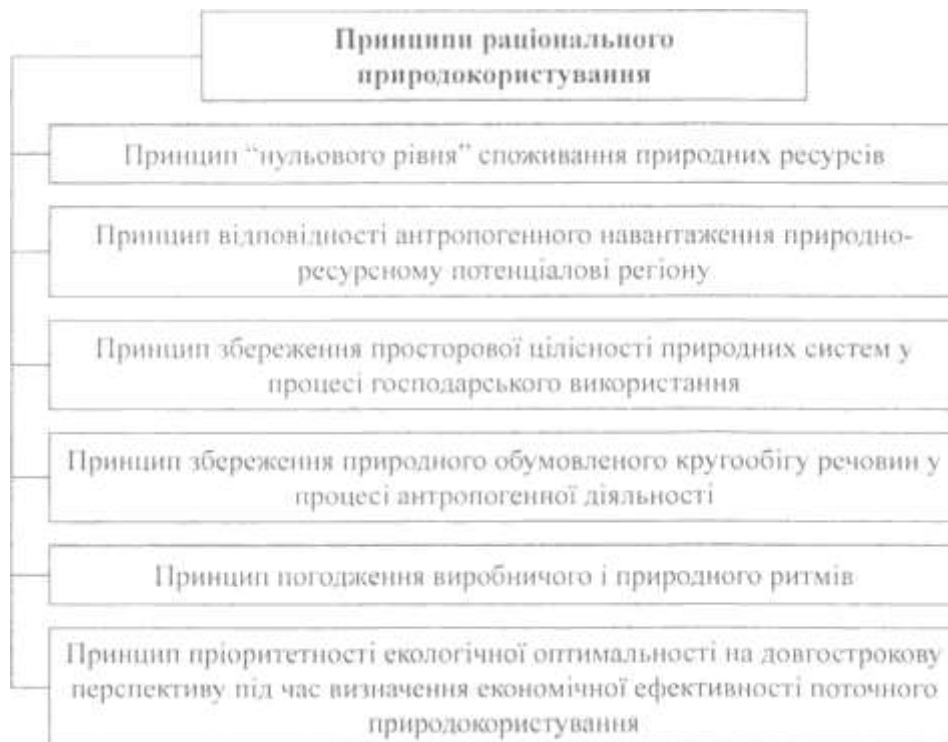 Принципи раціонального
природокористування
Принцип “нульового рівня” споживання природних ресурсів
Принцип відповідності антропогенного навантаження природно-
ресурсному потенціалові регіону
Принцип збереження просторової цілісності природних систем у
процесі господарського використання
Принцип збереження природного обумовленого кругообігу речовин у
процесі антропогенної діяльності
Принцип погодження виробничого і природного ритмів
Принцип пріоритетності екологічної оптимальності на довгострокову
перспективу під час визначення економічної ефективності поточного
природокористування